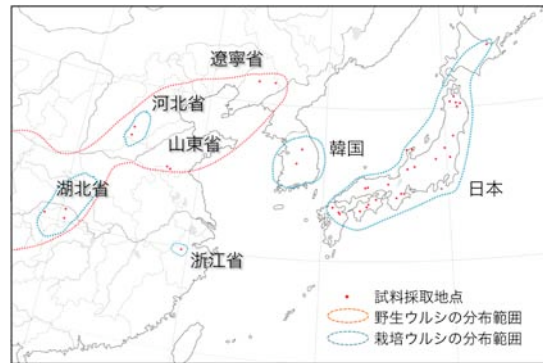 遼寧省
河北省
山東省
韓国
湖北省
日本
浙江省
試料採取地点
野生ウルシの分布範囲
栽培ウルシの分布範囲